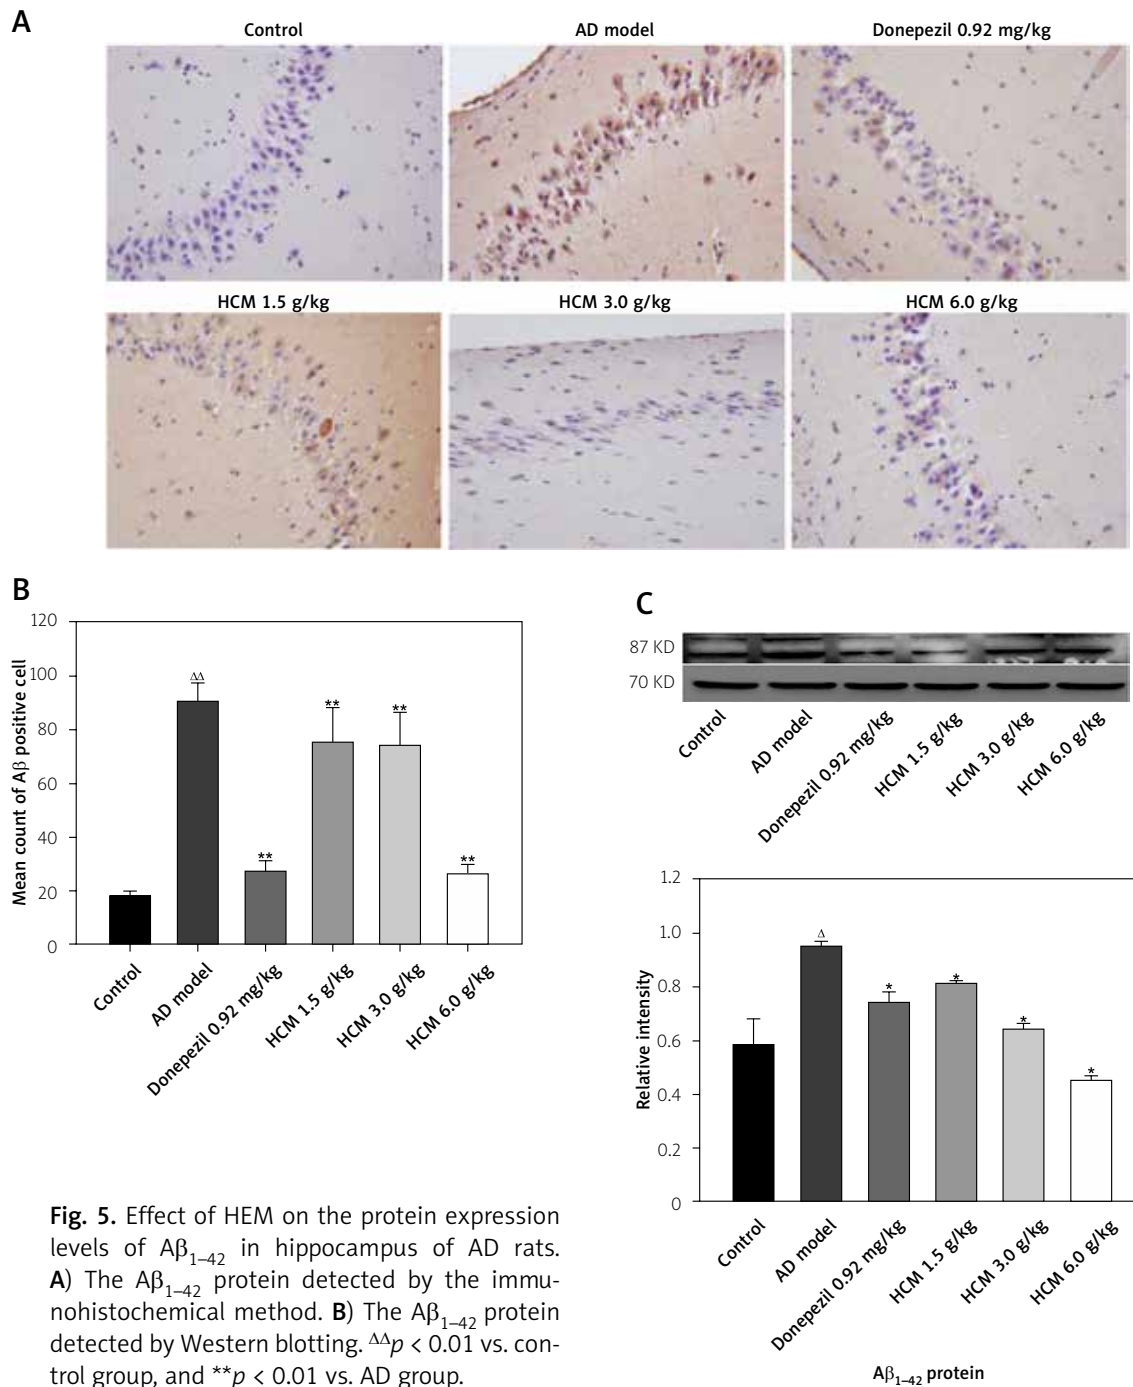 A
Control
AD model
Donepezil 0.92 mg/kg
HCM 1.5 g/kg
HCM 3.0 g/kg
HCM 6.0 g/kg
B
Mean count of Aβ positive cell
120
100
80
60
40
20
0
ΔΔ
**
**
**
**
Control
AD model
Donepezil 0.92 mg/kg
HCM 1.5 g/kg
HCM 3.0 g/kg
HCM 6.0 g/kg
C
87 KD
70 KD
Control
AD model
Donepezil 0.92 mg/kg
HCM 1.5 g/kg
HCM 3.0 g/kg
HCM 6.0 g/kg
Relative intensity
1.2
1.0
0.8
0.6
0.4
0.2
0
Δ
*
*
*
*
Control
AD model
Donepezil 0.92 mg/kg
HCM 1.5 g/kg
HCM 3.0 g/kg
HCM 6.0 g/kg
Aβ1–42 protein
Fig. 5. Effect of HEM on the protein expression
levels of Aβ1–42 in hippocampus of AD rats.
A) The Aβ1–42 protein detected by the immu-
nohistochemical method. B) The Aβ1–42 protein
detected by Western blotting. ΔΔp < 0.01 vs. con-
trol group, and **p < 0.01 vs. AD group.